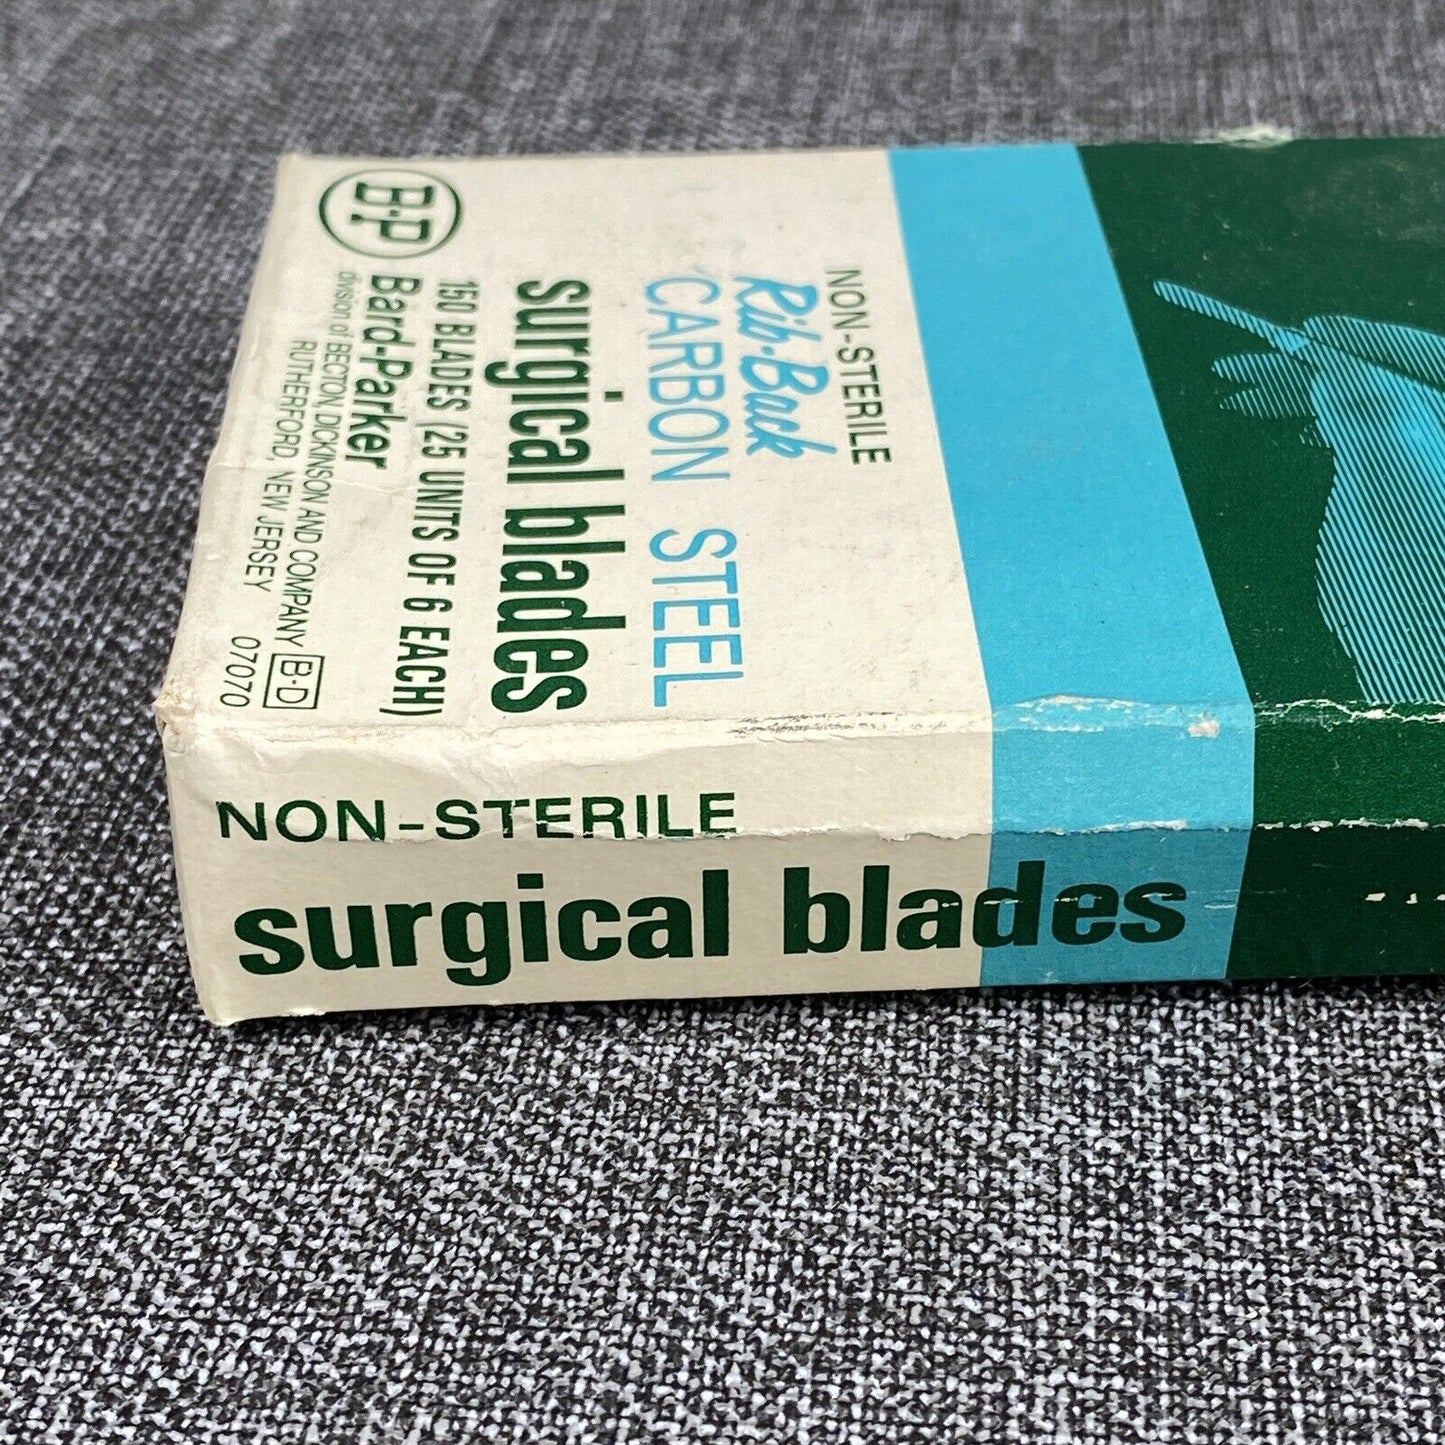 NON-STERILE
Rib-Back
CARBON STEEL
surgical blades
150 BLADES (25 UNITS OF 6 EACH)
B-P
Bard-Parker
division of BECTON, DICKINSON AND COMPANY B-D
RUTHERFORD, NEW JERSEY 07070
NON-STERILE
surgical blades